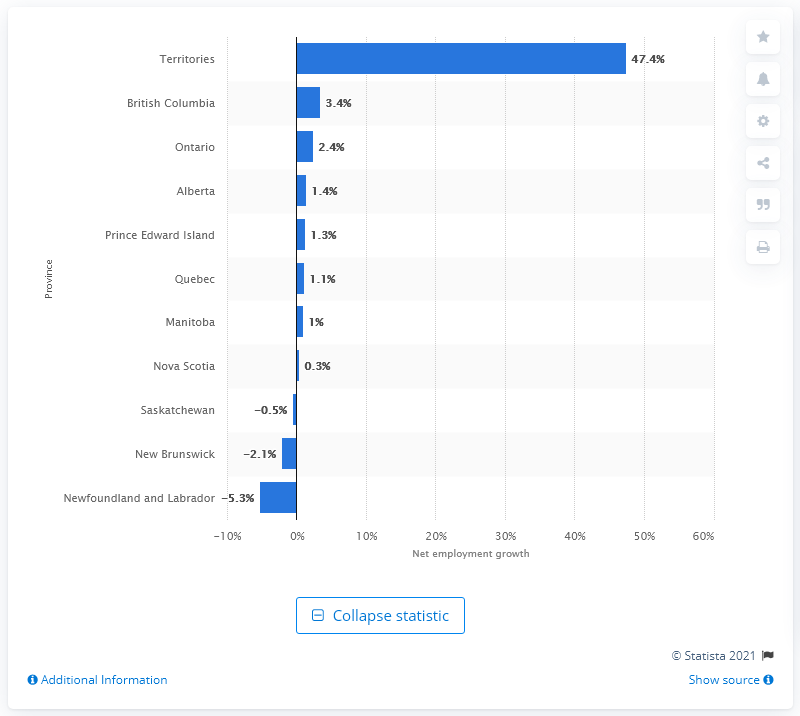 Territories 47.4%
British Columbia 3.4%
Ontario 2.4%
Alberta 1.4%
Prince Edward Island 1.3%
Quebec 1.1%
Manitoba 1%
Nova Scotia 0.3%
Saskatchewan −0.5%
New Brunswick −2.1%
Newfoundland and Labrador −5.3%
Province
−10% 0% 10% 20% 30% 40% 50% 60%
Net employment growth
Collapse statistic
© Statista 2021
Additional Information
Show source